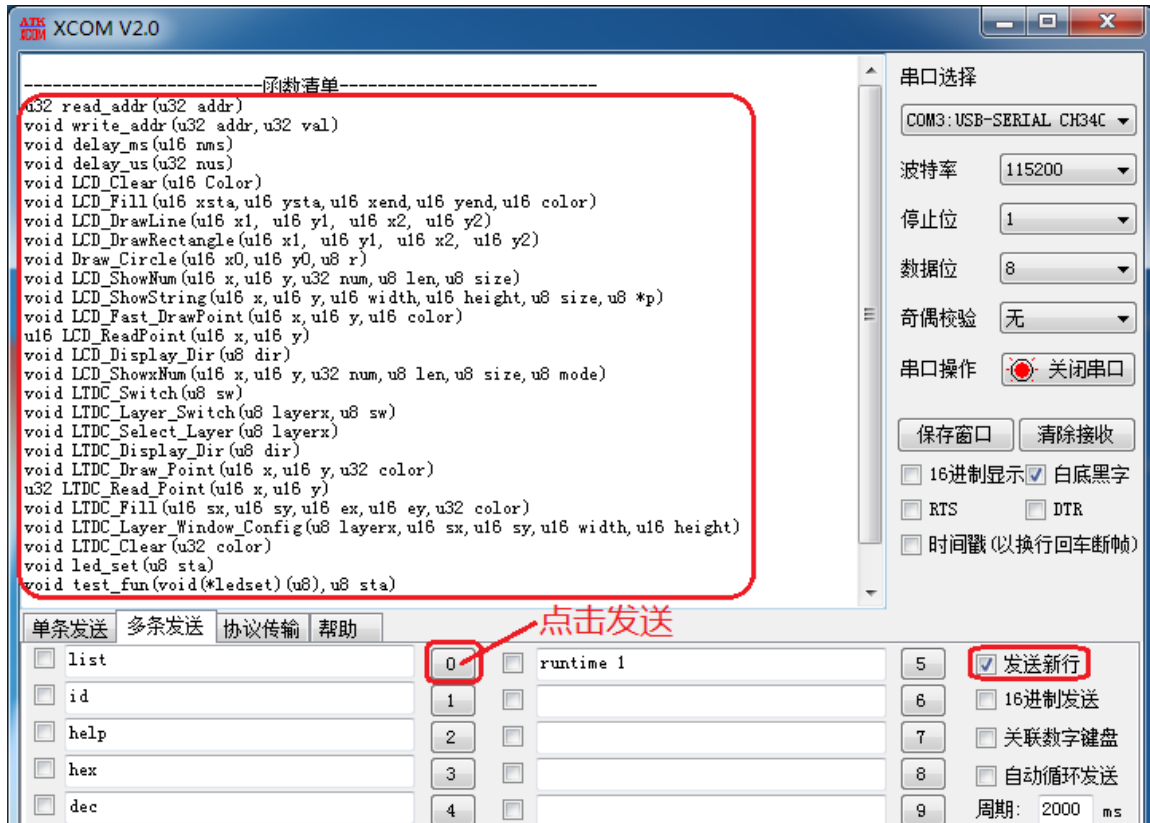 ATK XCOM XCOM V2.0
-------------------------函数清单---------------------------
u32 read_addr(u32 addr)
void write_addr(u32 addr,u32 val)
void delay_ms(u16 nms)
void delay_us(u32 nus)
void LCD_Clear(u16 Color)
void LCD_Fill(u16 xsta,u16 ysta,u16 xend,u16 yend,u16 color)
void LCD_DrawLine(u16 x1, u16 y1, u16 x2, u16 y2)
void LCD_DrawRectangle(u16 x1, u16 y1, u16 x2, u16 y2)
void Draw_Circle(u16 x0,u16 y0,u8 r)
void LCD_ShowNum(u16 x,u16 y,u32 num,u8 len,u8 size)
void LCD_ShowString(u16 x,u16 y,u16 width,u16 height,u8 size,u8 *p)
void LCD_Fast_DrawPoint(u16 x,u16 y,u16 color)
u16 LCD_ReadPoint(u16 x,u16 y)
void LCD_Display_Dir(u8 dir)
void LCD_ShowxNum(u16 x,u16 y,u32 num,u8 len,u8 size,u8 mode)
void LTDC_Switch(u8 sw)
void LTDC_Layer_Switch(u8 layerx,u8 sw)
void LTDC_Select_Layer(u8 layerx)
void LTDC_Display_Dir(u8 dir)
void LTDC_Draw_Point(u16 x,u16 y,u32 color)
u32 LTDC_Read_Point(u16 x,u16 y)
void LTDC_Fill(u16 sx,u16 sy,u16 ex,u16 ey,u32 color)
void LTDC_Layer_Window_Config(u8 layerx,u16 sx,u16 sy,u16 width,u16 height)
void LTDC_Clear(u32 color)
void led_set(u8 sta)
void test_fun(void(*ledset)(u8),u8 sta)
串口选择
COM3:USB-SERIAL CH34C
波特率 115200
停止位 1
数据位 8
奇偶校验 无
串口操作 关闭串口
保存窗口 清除接收
16进制显示 白底黑字
RTS DTR
时间戳(以换行回车断帧)
单条发送 多条发送 协议传输 帮助 点击发送
list 0 runtime 1 5 发送新行
id 1 6 16进制发送
help 2 7 关联数字键盘
hex 3 8 自动循环发送
dec 4 9 周期: 2000 ms